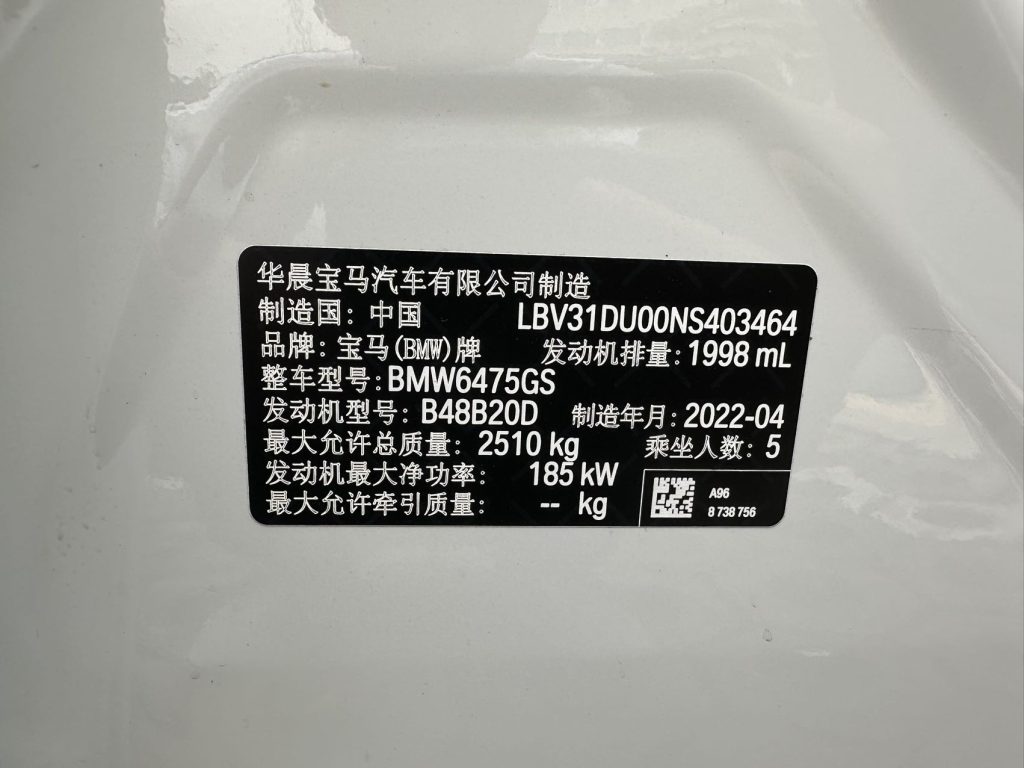 华晨宝马汽车有限公司制造
制造国: 中国 LBV31DU00NS403464
品牌: 宝马(BMW)牌 发动机排量: 1998 mL
整车型号: BMW6475GS
发动机型号: B48B20D 制造年月: 2022-04
最大允许总质量: 2510 kg 乘坐人数: 5
发动机最大净功率: 185 kW
最大允许牵引质量: -- kg
A96
8 738 756